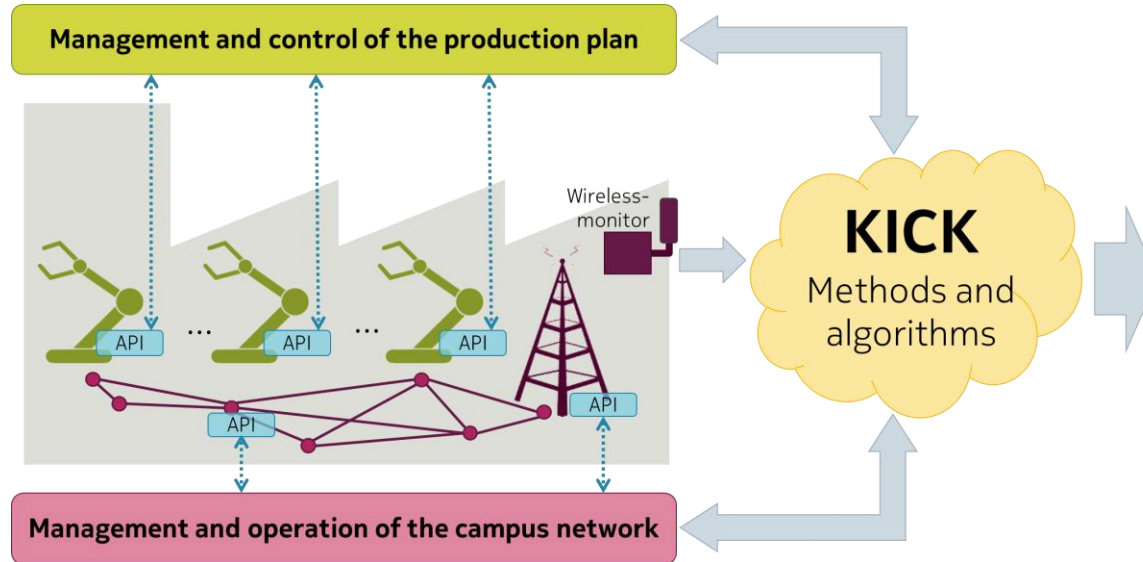 Management and control of the production plan
Wireless-
monitor
KICK
Methods and
algorithms
API
...
API
...
API
API
API
Management and operation of the campus network